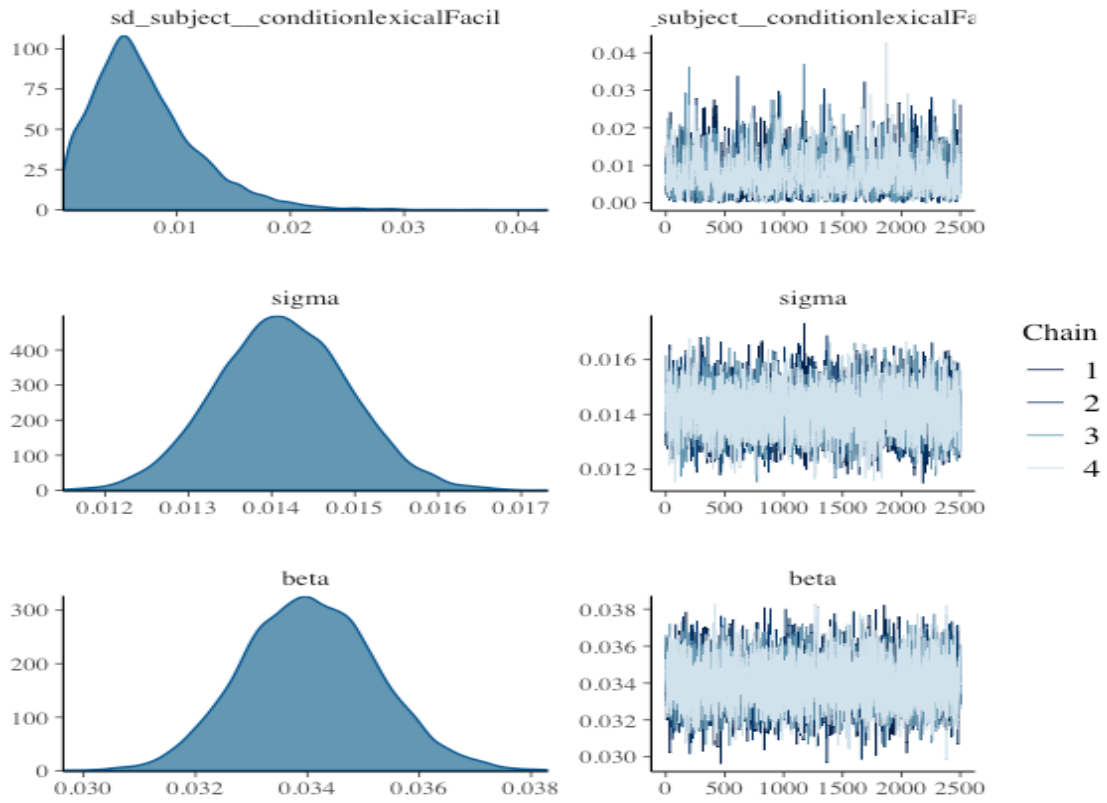 sd_subject__conditionlexicalFacil
100
75
50
25
0
0.01 0.02 0.03 0.04
_subject__conditionlexicalFa
0.04
0.03
0.02
0.01
0.00
0 500 1000 1500 2000 2500
sigma
400
300
200
100
0
0.012 0.013 0.014 0.015 0.016 0.017
sigma
0.016
0.014
0.012
0 500 1000 1500 2000 2500
Chain
1
2
3
4
beta
300
200
100
0
0.030 0.032 0.034 0.036 0.038
beta
0.038
0.036
0.034
0.032
0.030
0 500 1000 1500 2000 2500